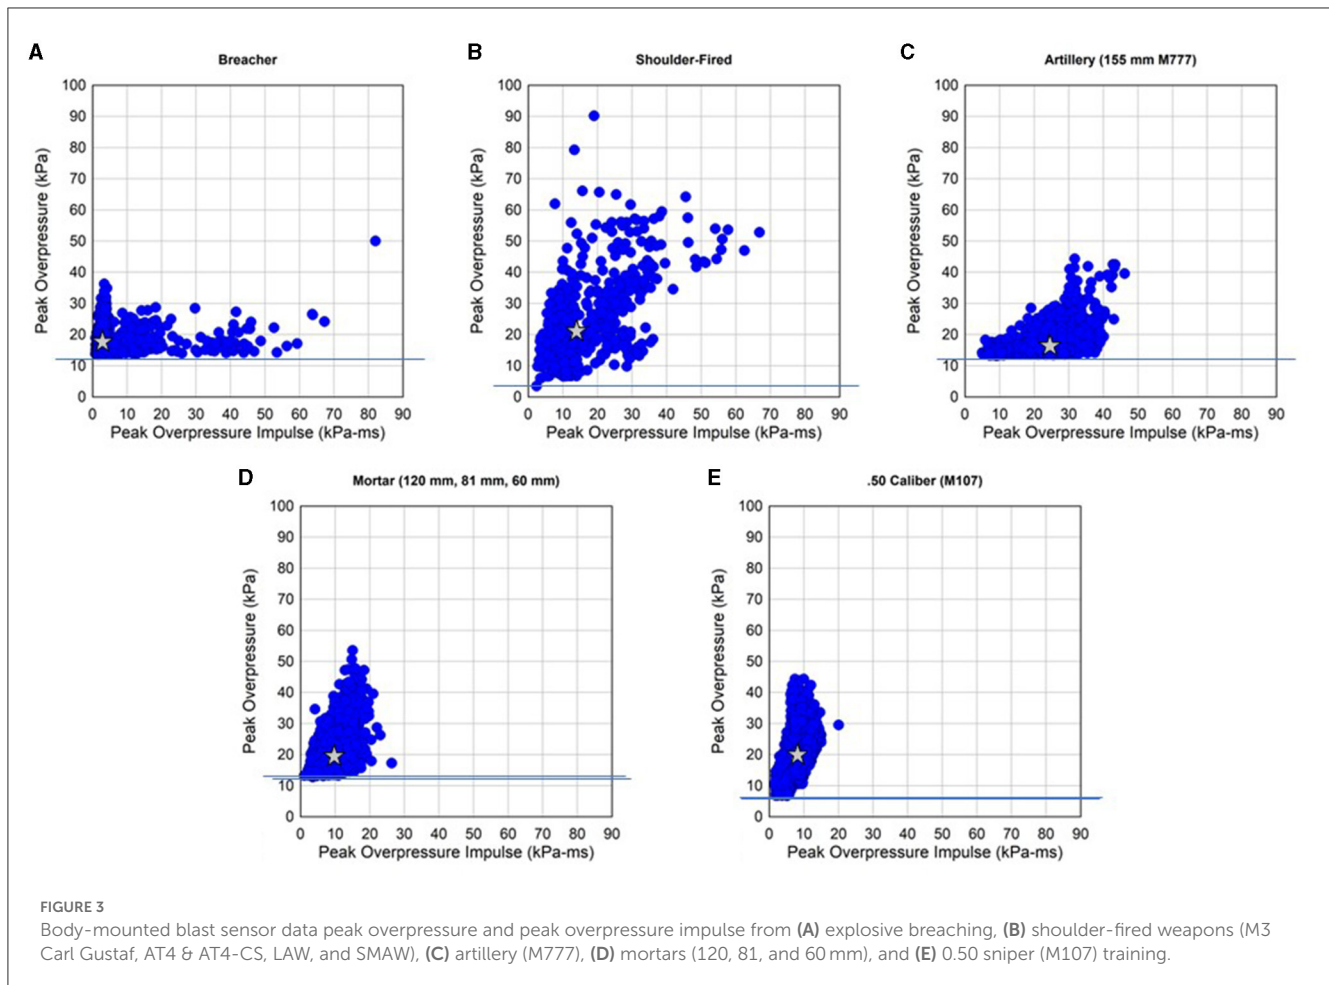 A
Breacher
100
90
80
70
60
50
40
30
20
10
0
0 10 20 30 40 50 60 70 80 90
Peak Overpressure (kPa)
Peak Overpressure Impulse (kPa-ms)
B
Shoulder-Fired
100
90
80
70
60
50
40
30
20
10
0
0 10 20 30 40 50 60 70 80 90
Peak Overpressure (kPa)
Peak Overpressure Impulse (kPa-ms)
C
Artillery (155 mm M777)
100
90
80
70
60
50
40
30
20
10
0
0 10 20 30 40 50 60 70 80 90
Peak Overpressure (kPa)
Peak Overpressure Impulse (kPa-ms)
D
Mortar (120 mm, 81 mm, 60 mm)
100
90
80
70
60
50
40
30
20
10
0
0 10 20 30 40 50 60 70 80 90
Peak Overpressure (kPa)
Peak Overpressure Impulse (kPa-ms)
E
.50 Caliber (M107)
100
90
80
70
60
50
40
30
20
10
0
0 10 20 30 40 50 60 70 80 90
Peak Overpressure (kPa)
Peak Overpressure Impulse (kPa-ms)
FIGURE 3
Body-mounted blast sensor data peak overpressure and peak overpressure impulse from (A) explosive breaching, (B) shoulder-fired weapons (M3
Carl Gustaf, AT4 & AT4-CS, LAW, and SMAW), (C) artillery (M777), (D) mortars (120, 81, and 60 mm), and (E) 0.50 sniper (M107) training.